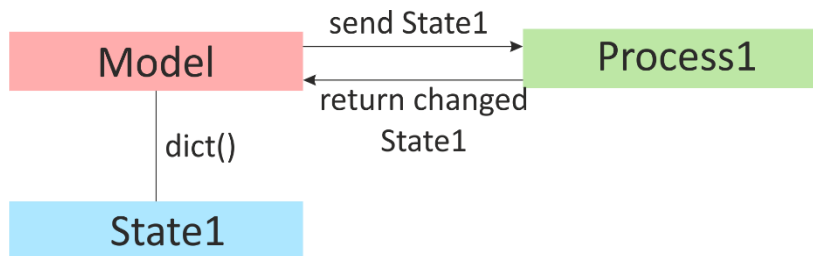 send State1
Model
Process1
return changed
State1
dict()
State1